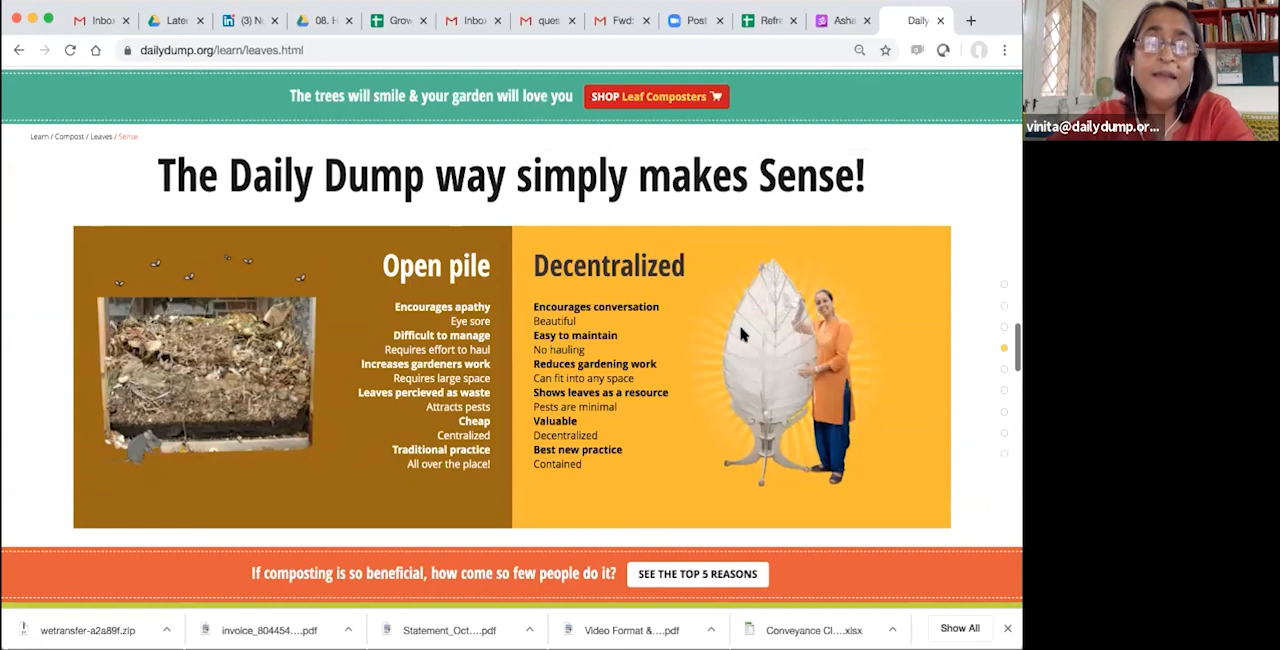 Inbo
Late
(3) N
08. H
Grow
Inbo
ques
Fwd:
Post
Refre
Asha
Daily
dailydump.org/learn/leaves.html
vinita@dailydump.or...
The trees will smile & your garden will love you
SHOP Leaf Composters
Learn / Compost / Leaves / Sense
The Daily Dump way simply makes Sense!
Open pile
Encourages apathy
Eye sore
Difficult to manage
Requires effort to haul
Increases gardeners work
Requires large space
Leaves percieved as waste
Attracts pests
Cheap
Centralized
Traditional practice
All over the place!
Decentralized
Encourages conversation
Beautiful
Easy to maintain
No hauling
Reduces gardening work
Can fit into any space
Shows leaves as a resource
Pests are minimal
Valuable
Decentralized
Best new practice
Contained
If composting is so beneficial, how come so few people do it?
SEE THE TOP 5 REASONS
wetransfer-a2a89f.zip
invoice_804454....pdf
Statement_Oct....pdf
Video Format &....pdf
Conveyance Cl....xlsx
Show All